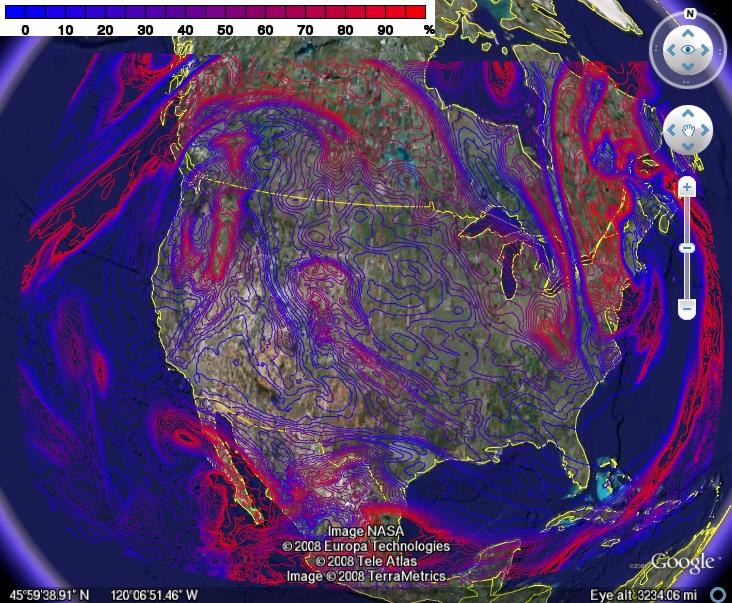 0 10 20 30 40 50 60 70 80 90 %
N
Image NASA
© 2008 Europa Technologies
© 2008 Tele Atlas
Image © 2008 TerraMetrics
Google
45°59'38.91" N 120°06'51.46" W
Eye alt 3234.06 mi